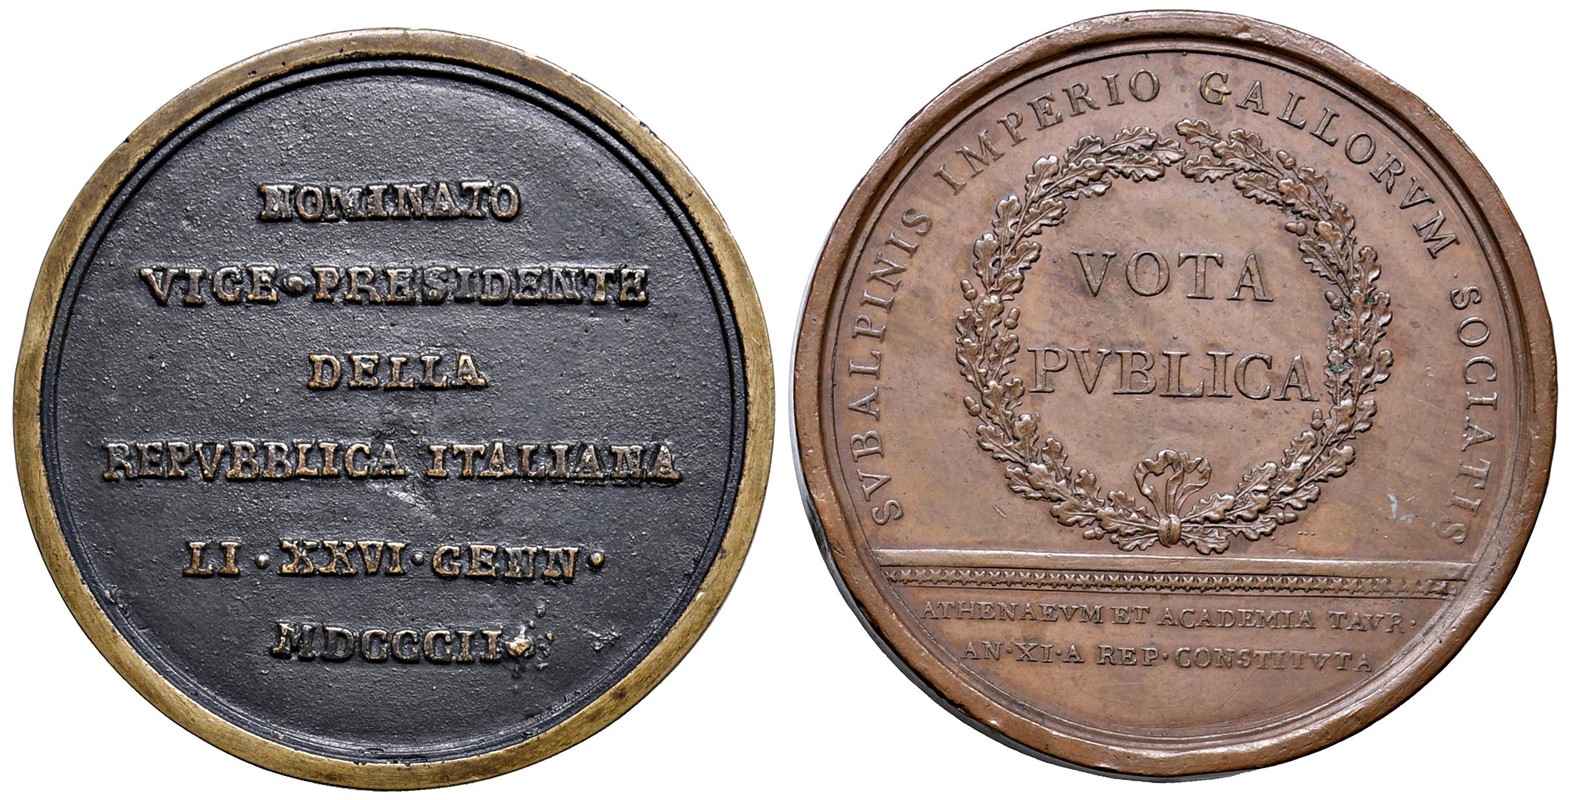 NOMINATO
VICE•PRESIDENTE
DELLA
REPVBBLICA ITALIANA
LI•XXVI•GENN•
MDCCCII•
SVBALPINIS IMPERIO GALLORVM SOCIATIS
VOTA
PVBLICA
ATHENAEVM ET ACADEMIA TAVR•
AN•XI•A REP•CONSTITVTA